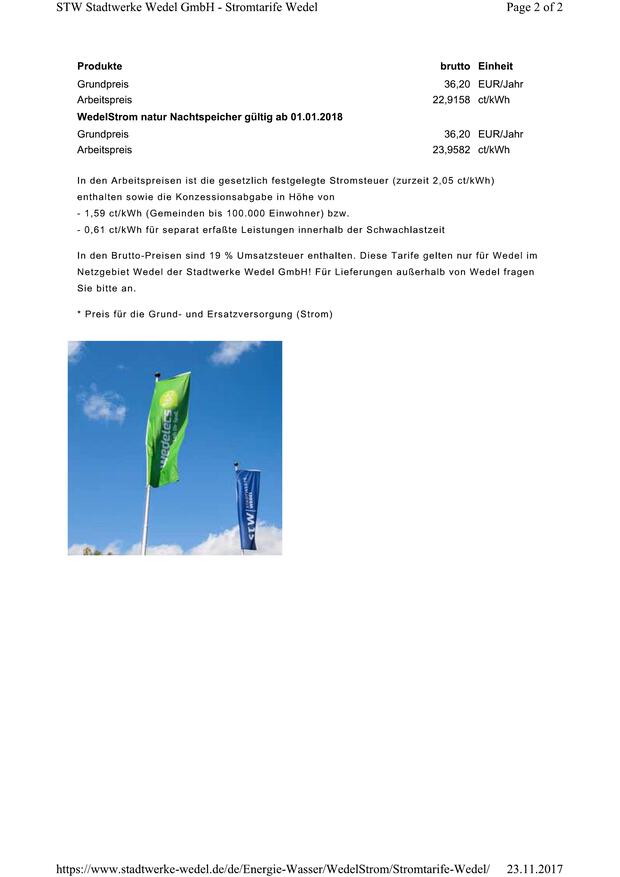 STW Stadtwerke Wedel GmbH - Stromtarife Wedel Page 2 of 2
Produkte brutto Einheit
Grundpreis 36,20 EUR/Jahr
Arbeitspreis 22,9158 ct/kWh
WedelStrom natur Nachtspeicher gültig ab 01.01.2018
Grundpreis 36,20 EUR/Jahr
Arbeitspreis 23,9582 ct/kWh
In den Arbeitspreisen ist die gesetzlich festgelegte Stromsteuer (zurzeit 2,05 ct/kWh)
enthalten sowie die Konzessionsabgabe in Höhe von
- 1,59 ct/kWh (Gemeinden bis 100.000 Einwohner) bzw.
- 0,61 ct/kWh für separat erfaßte Leistungen innerhalb der Schwachlastzeit
In den Brutto-Preisen sind 19 % Umsatzsteuer enthalten. Diese Tarife gelten nur für Wedel im
Netzgebiet Wedel der Stadtwerke Wedel GmbH! Für Lieferungen außerhalb von Wedel fragen
Sie bitte an.
* Preis für die Grund- und Ersatzversorgung (Strom)
wedelecs
STW
https://www.stadtwerke-wedel.de/de/Energie-Wasser/WedelStrom/Stromtarife-Wedel/ 23.11.2017